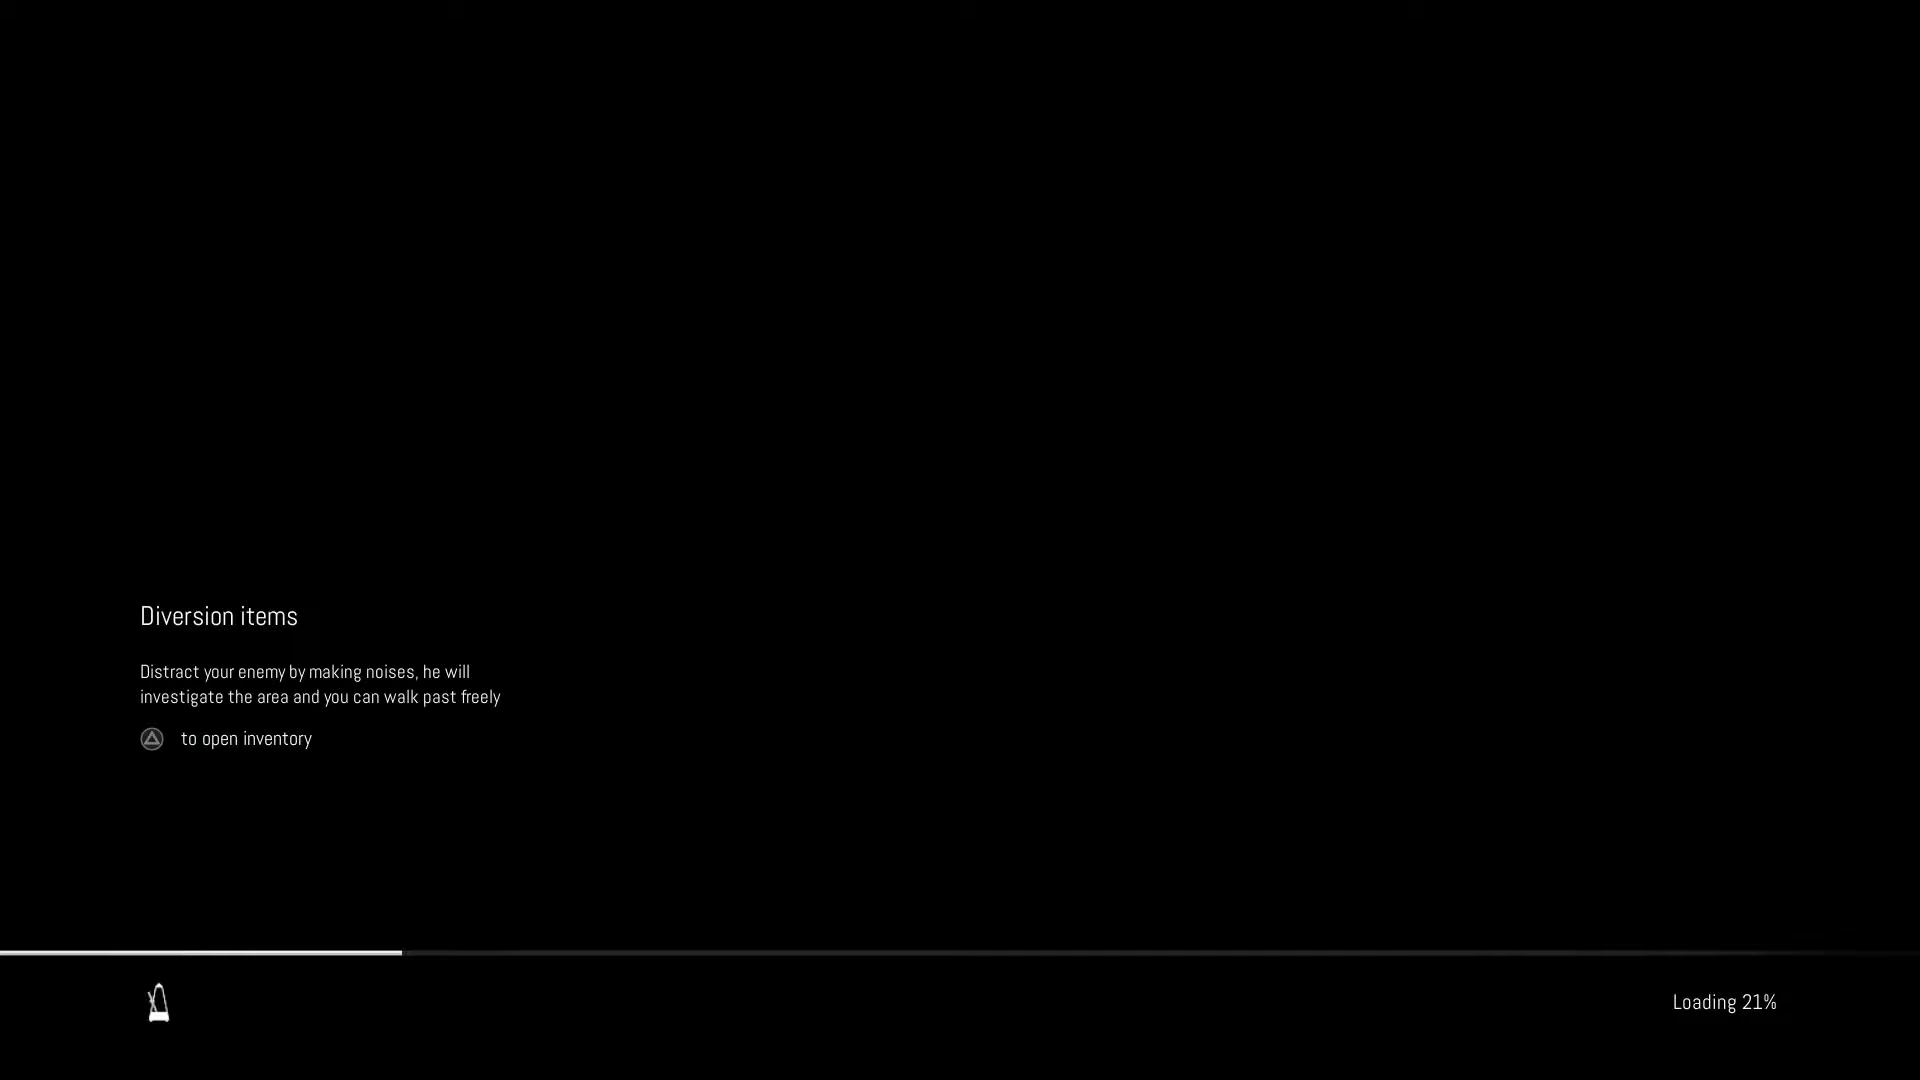 Diversion items
Distract your enemy by making noises, he will
investigate the area and you can walk past freely
to open inventory
Loading 21%